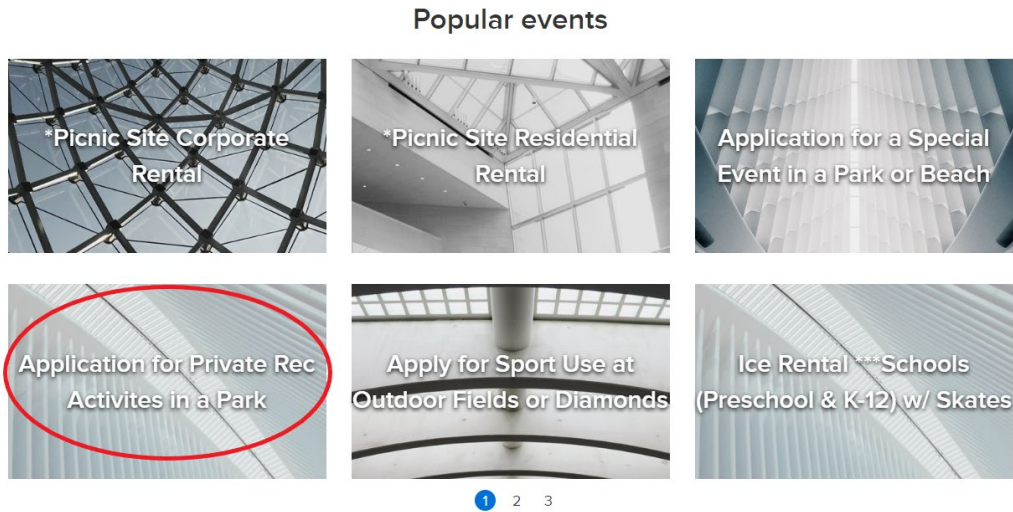 Popular events
*Picnic Site Corporate
Rental
*Picnic Site Residential
Rental
Application for a Special
Event in a Park or Beach
Application for Private Rec
Activites in a Park
Apply for Sport Use at
Outdoor Fields or Diamonds
Ice Rental ***Schools
(Preschool & K-12) w/ Skates
1 2 3